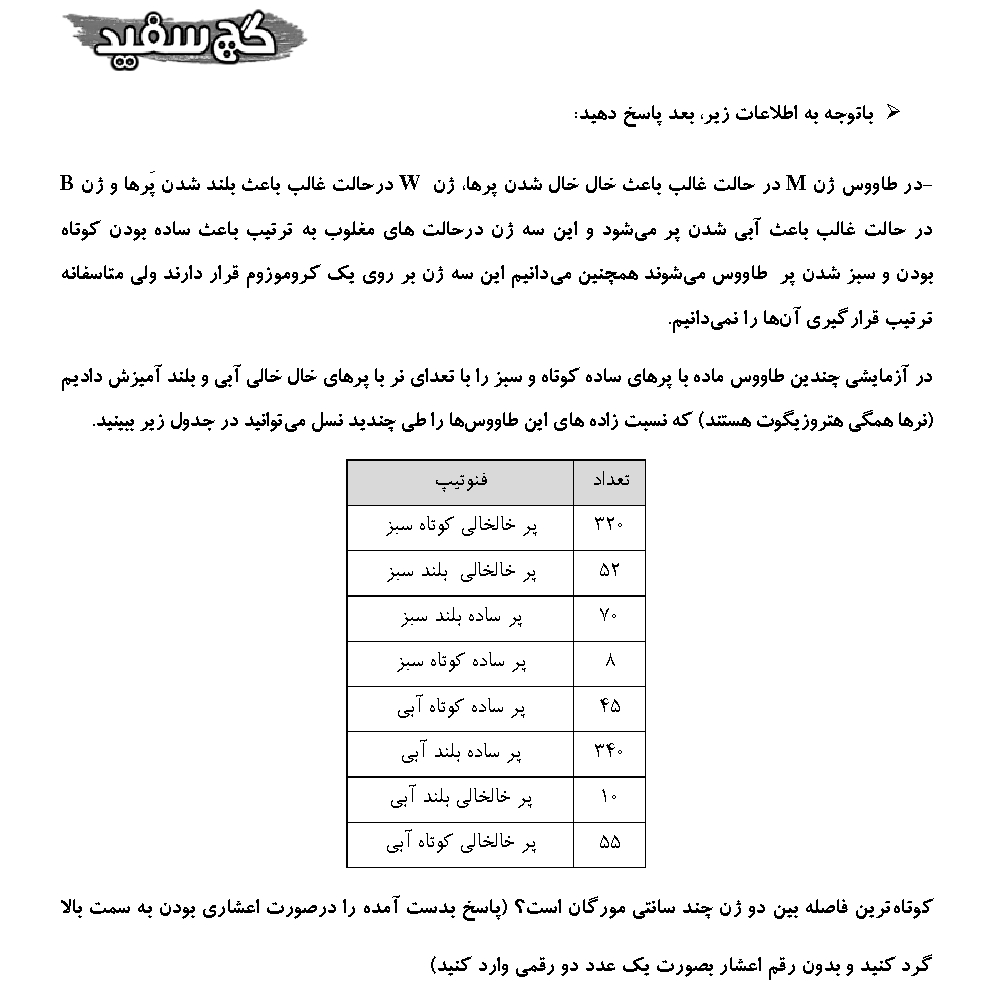 گچ سفید
➢ باتوجه به اطلاعات زیر، بعد پاسخ دهید:
-در طاووس ژن M در حالت غالب باعث خال خال شدن پرها، ژن W درحالت غالب باعث بلند شدن پَرها و ژن B
در حالت غالب باعث آبی شدن پر می‌شود و این سه ژن درحالت های مغلوب به ترتیب باعث ساده بودن کوتاه
بودن و سبز شدن پر طاووس می‌شوند همچنین می‌دانیم این سه ژن بر روی یک کروموزوم قرار دارند ولی متاسفانه
ترتیب قرارگیری آن‌ها را نمی‌دانیم.
در آزمایشی چندین طاووس ماده با پرهای ساده کوتاه و سبز را با تعدای نر با پرهای خال خالی آبی و بلند آمیزش دادیم
(نرها همگی هتروزیگوت هستند) که نسبت زاده های این طاووس‌ها را طی چندید نسل می‌توانید در جدول زیر ببینید.
تعداد فنوتیپ
۳۲۰ پر خالخالی کوتاه سبز
۵۲ پر خالخالی بلند سبز
۷۰ پر ساده بلند سبز
۸ پر ساده کوتاه سبز
۴۵ پر ساده کوتاه آبی
۳۴۰ پر ساده بلند آبی
۱۰ پر خالخالی بلند آبی
۵۵ پر خالخالی کوتاه آبی
کوتاه‌ترین فاصله بین دو ژن چند سانتی مورگان است؟ (پاسخ بدست آمده را درصورت اعشاری بودن به سمت بالا
گرد کنید و بدون رقم اعشار بصورت یک عدد دو رقمی وارد کنید)